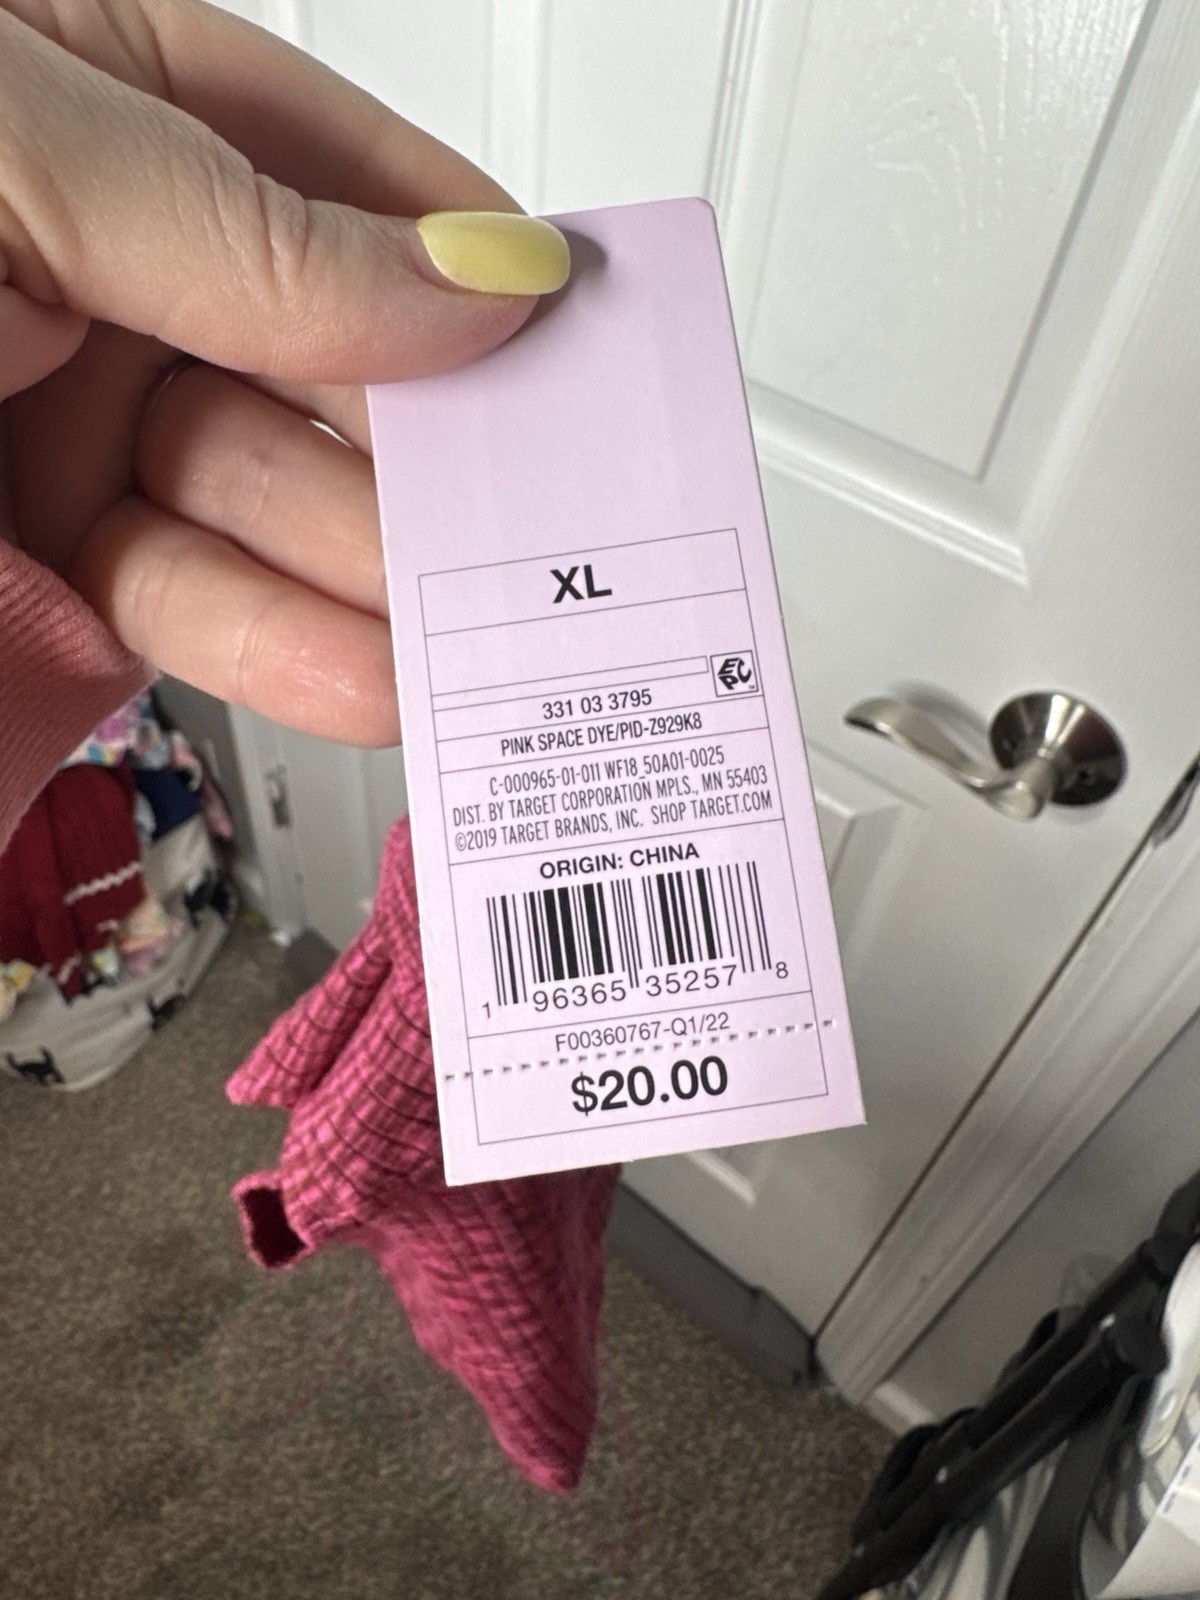 XL
EPC™
331 03 3795
PINK SPACE DYE/PID-Z929K8
C-000965-01-011 WF18_50A01-0025
DIST. BY TARGET CORPORATION MPLS., MN 55403
©2019 TARGET BRANDS, INC. SHOP TARGET.COM
ORIGIN: CHINA
1 96365 35257 8
F00360767-Q1/22
$20.00